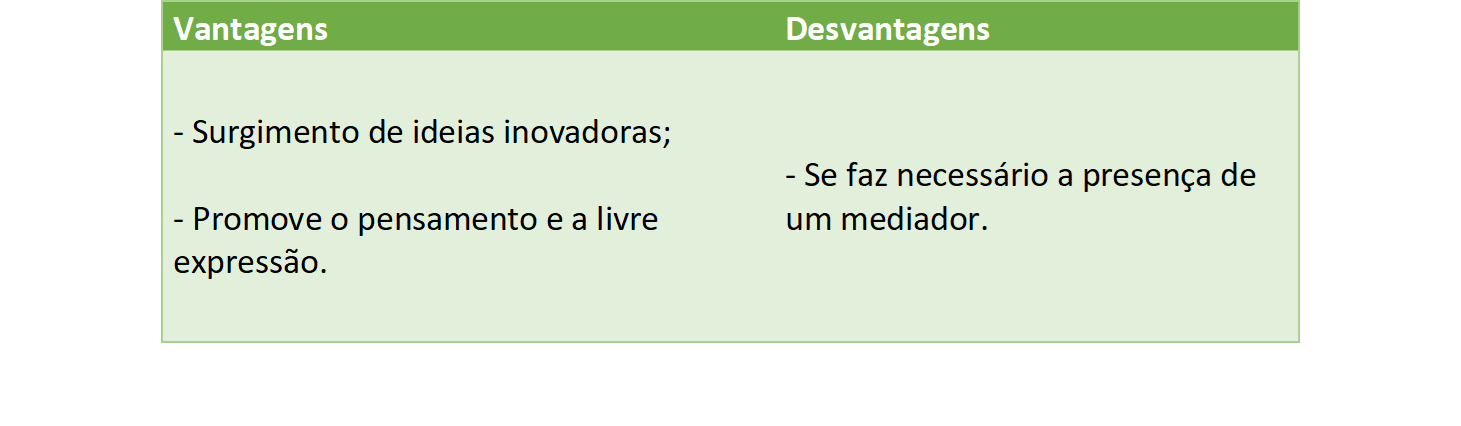 Vantagens
Desvantagens
- Surgimento de ideias inovadoras;
- Promove o pensamento e a livre
expressão.
- Se faz necessário a presença de
um mediador.